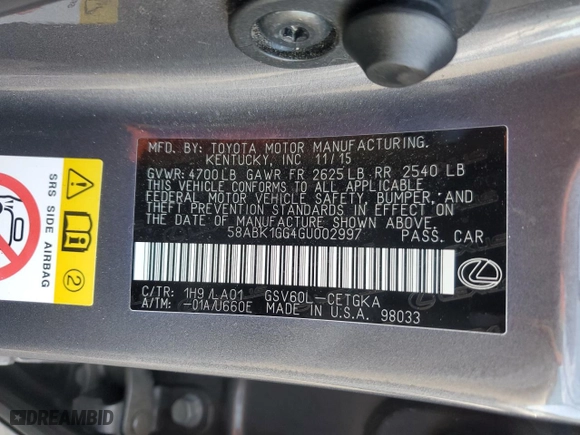 MFD. BY: TOYOTA MOTOR MANUFACTURING.
KENTUCKY, INC 11/15
GVWR: 4700LB GAWR FR 2625LB RR 2540 LB
THIS VEHICLE CONFORMS TO ALL APPLICABLE
FEDERAL MOTOR VEHICLE SAFETY, BUMPER, AND
THEFT PREVENTION STANDARDS IN EFFECT ON
THE DATE OF MANUFACTURE SHOWN ABOVE.
58ABK1GG4GU002997 PASS. CAR
C/TR: 1H9/LA01 GSV60L-CETGKA
A/TM: -01A/U660E MADE IN U.S.A. 98033
SIDE AIRBAG
2
DREAMBID